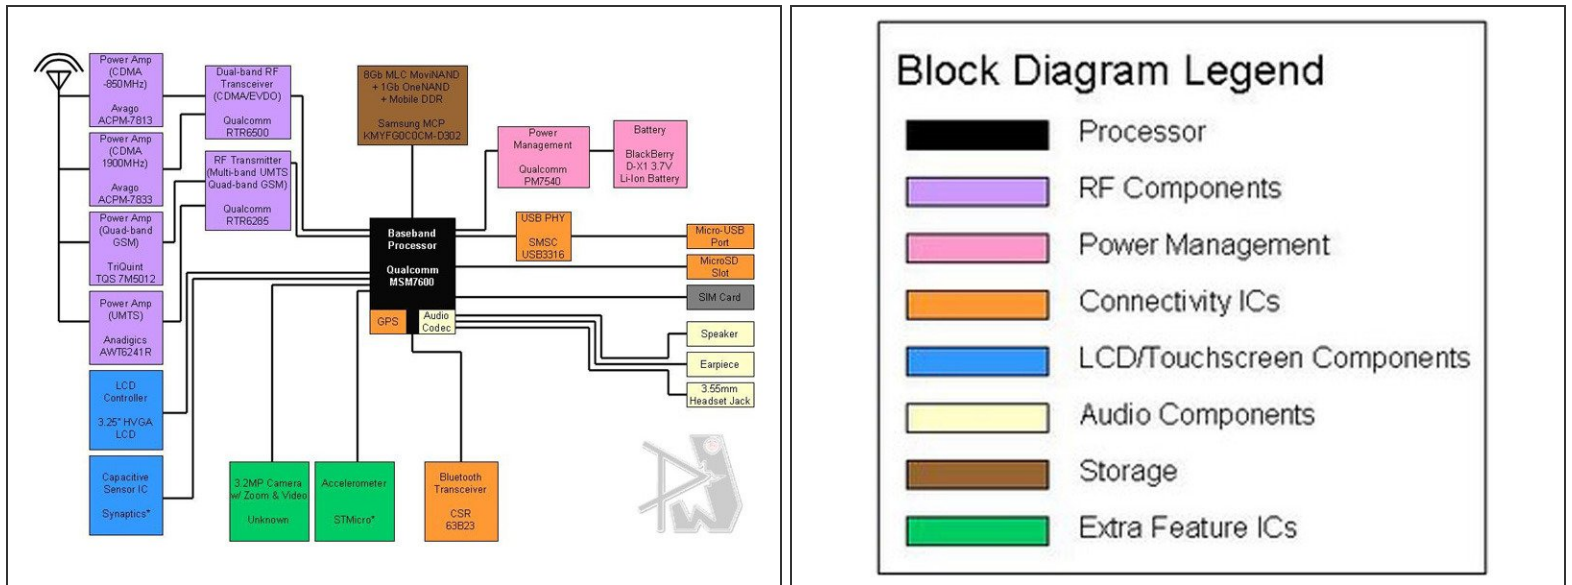 Power Amp
(CDMA
-850MHz)
Avago
ACPM-7813
Power Amp
(CDMA
1900MHz)
Avago
ACPM-7833
Power Amp
(Quad-band
GSM)
TriQuint
TQS 7M5012
Power Amp
(UMTS)
Anadigics
AWT6241R
LCD
Controller
3.25" HVGA
LCD
Capacitive
Sensor IC
Synaptics*
Dual-band RF
Transceiver
(CDMA/EVDO)
Qualcomm
RTR6500
RF Transmitter
(Multi-band UMTS
Quad-band GSM)
Qualcomm
RTR6285
8Gb MLC MoviNAND
+ 1Gb OneNAND
+ Mobile DDR
Samsung MCP
KMYFG0C0CM-D302
Power
Management
Qualcomm
PM7540
Battery
BlackBerry
D-X1 3.7V
Li-Ion Battery
Baseband
Processor
Qualcomm
MSM7600
GPS
Audio
Codec
USB PHY
SMSC
USB3316
Micro-USB
Port
MicroSD
Slot
SIM Card
Speaker
Earpiece
3.55mm
Headset Jack
3.2MP Camera
w/ Zoom & Video
Unknown
Accelerometer
STMicro*
Bluetooth
Transceiver
CSR
63B23
Block Diagram Legend
Processor
RF Components
Power Management
Connectivity ICs
LCD/Touchscreen Components
Audio Components
Storage
Extra Feature ICs